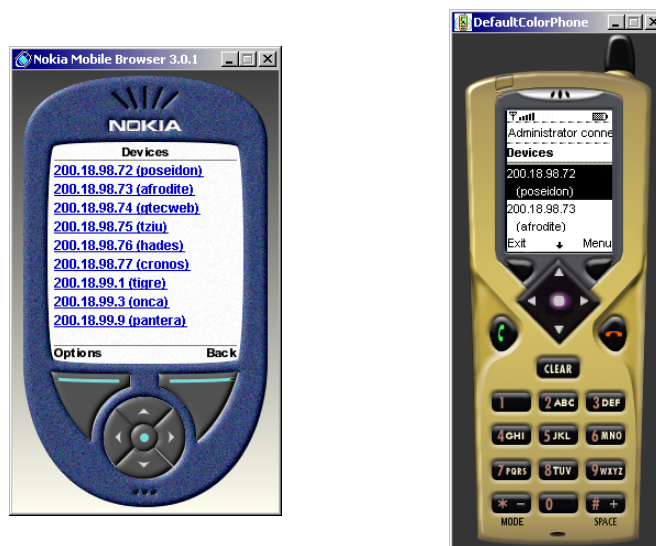 Nokia Mobile Browser 3.0.1
NOKIA
Devices
200.18.98.72 (poseidon)
200.18.98.73 (afrodite)
200.18.98.74 (gtecweb)
200.18.98.75 (tziu)
200.18.98.76 (hades)
200.18.98.77 (cronos)
200.18.99.1 (tigre)
200.18.99.3 (onca)
200.18.99.9 (pantera)
Options Back
DefaultColorPhone
Administrator conne
Devices
200.18.98.72
(poseidon)
200.18.98.73
(afrodite)
Exit Menu
CLEAR
1 2 ABC 3 DEF
4 GHI 5 JKL 6 MNO
7 PQRS 8 TUV 9 WXYZ
* - 0 # +
MODE SPACE